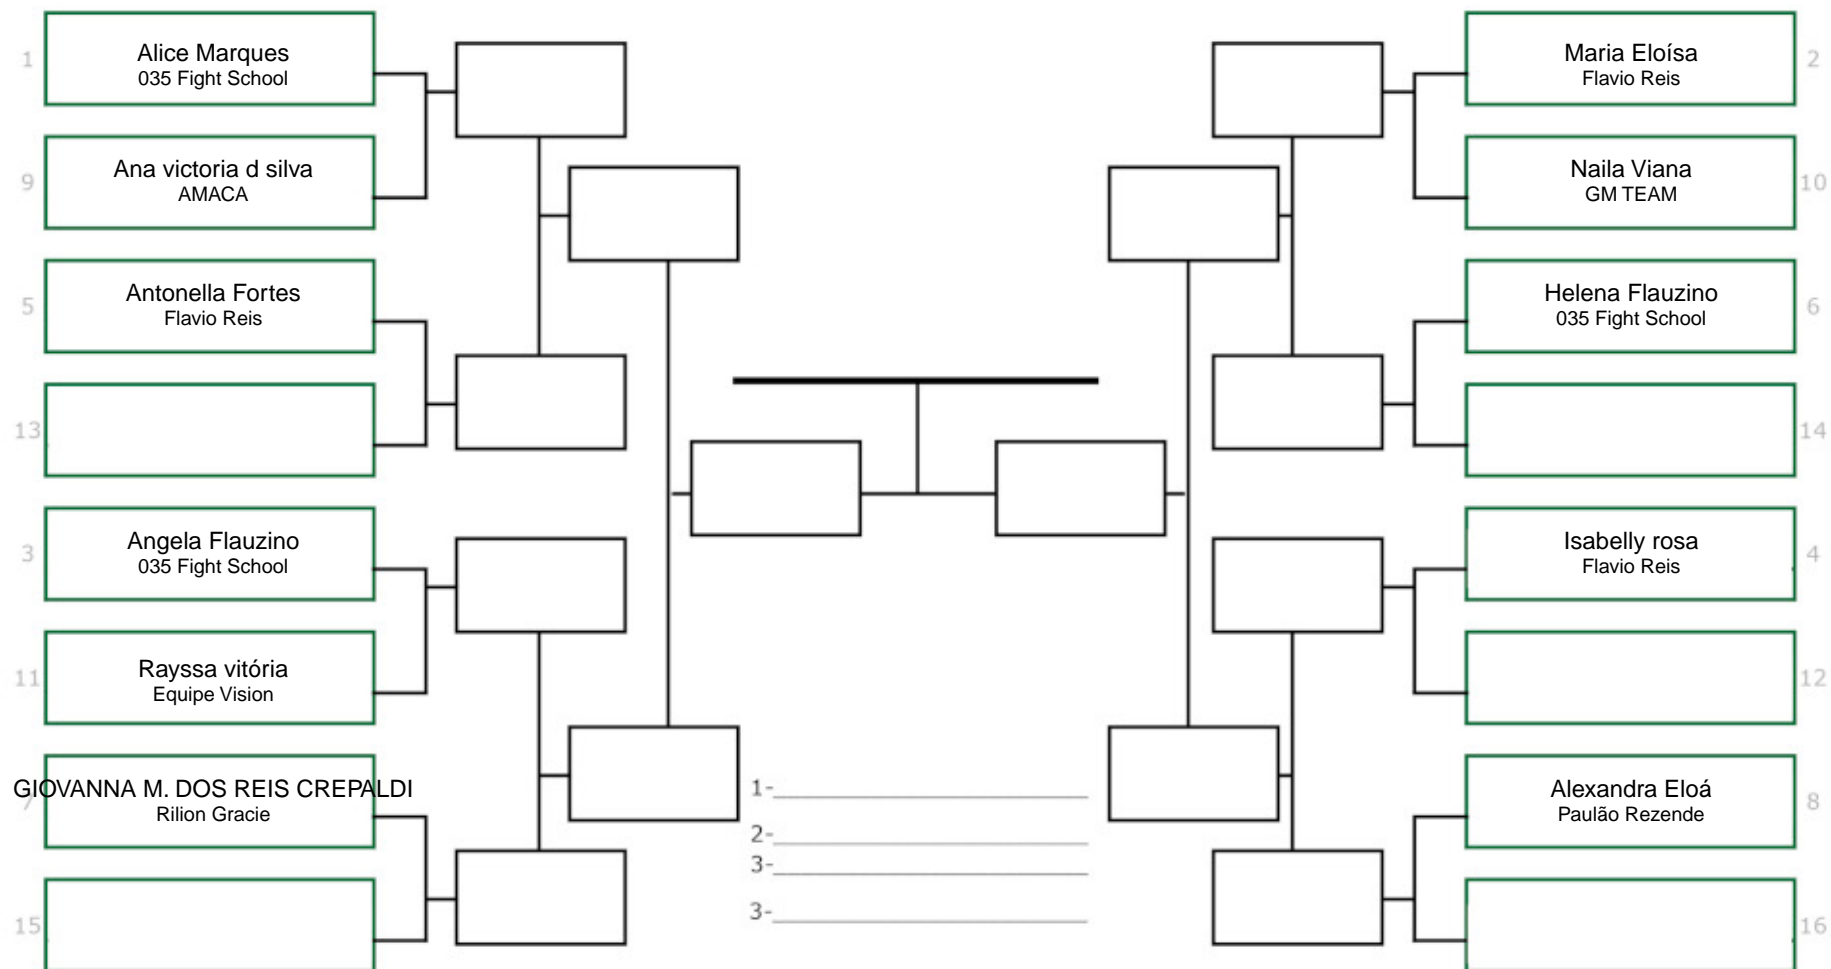 1
Alice Marques
035 Fight School
9
Ana victoria d silva
AMACA
5
Antonella Fortes
Flavio Reis
13
3
Angela Flauzino
035 Fight School
11
Rayssa vitória
Equipe Vision
7
GIOVANNA M. DOS REIS CREPALDI
Rilion Gracie
15
1-
2-
3-
3-
Maria Eloísa
Flavio Reis
2
Naila Viana
GM TEAM
10
Helena Flauzino
035 Fight School
6
14
Isabelly rosa
Flavio Reis
4
12
Alexandra Eloá
Paulão Rezende
8
16